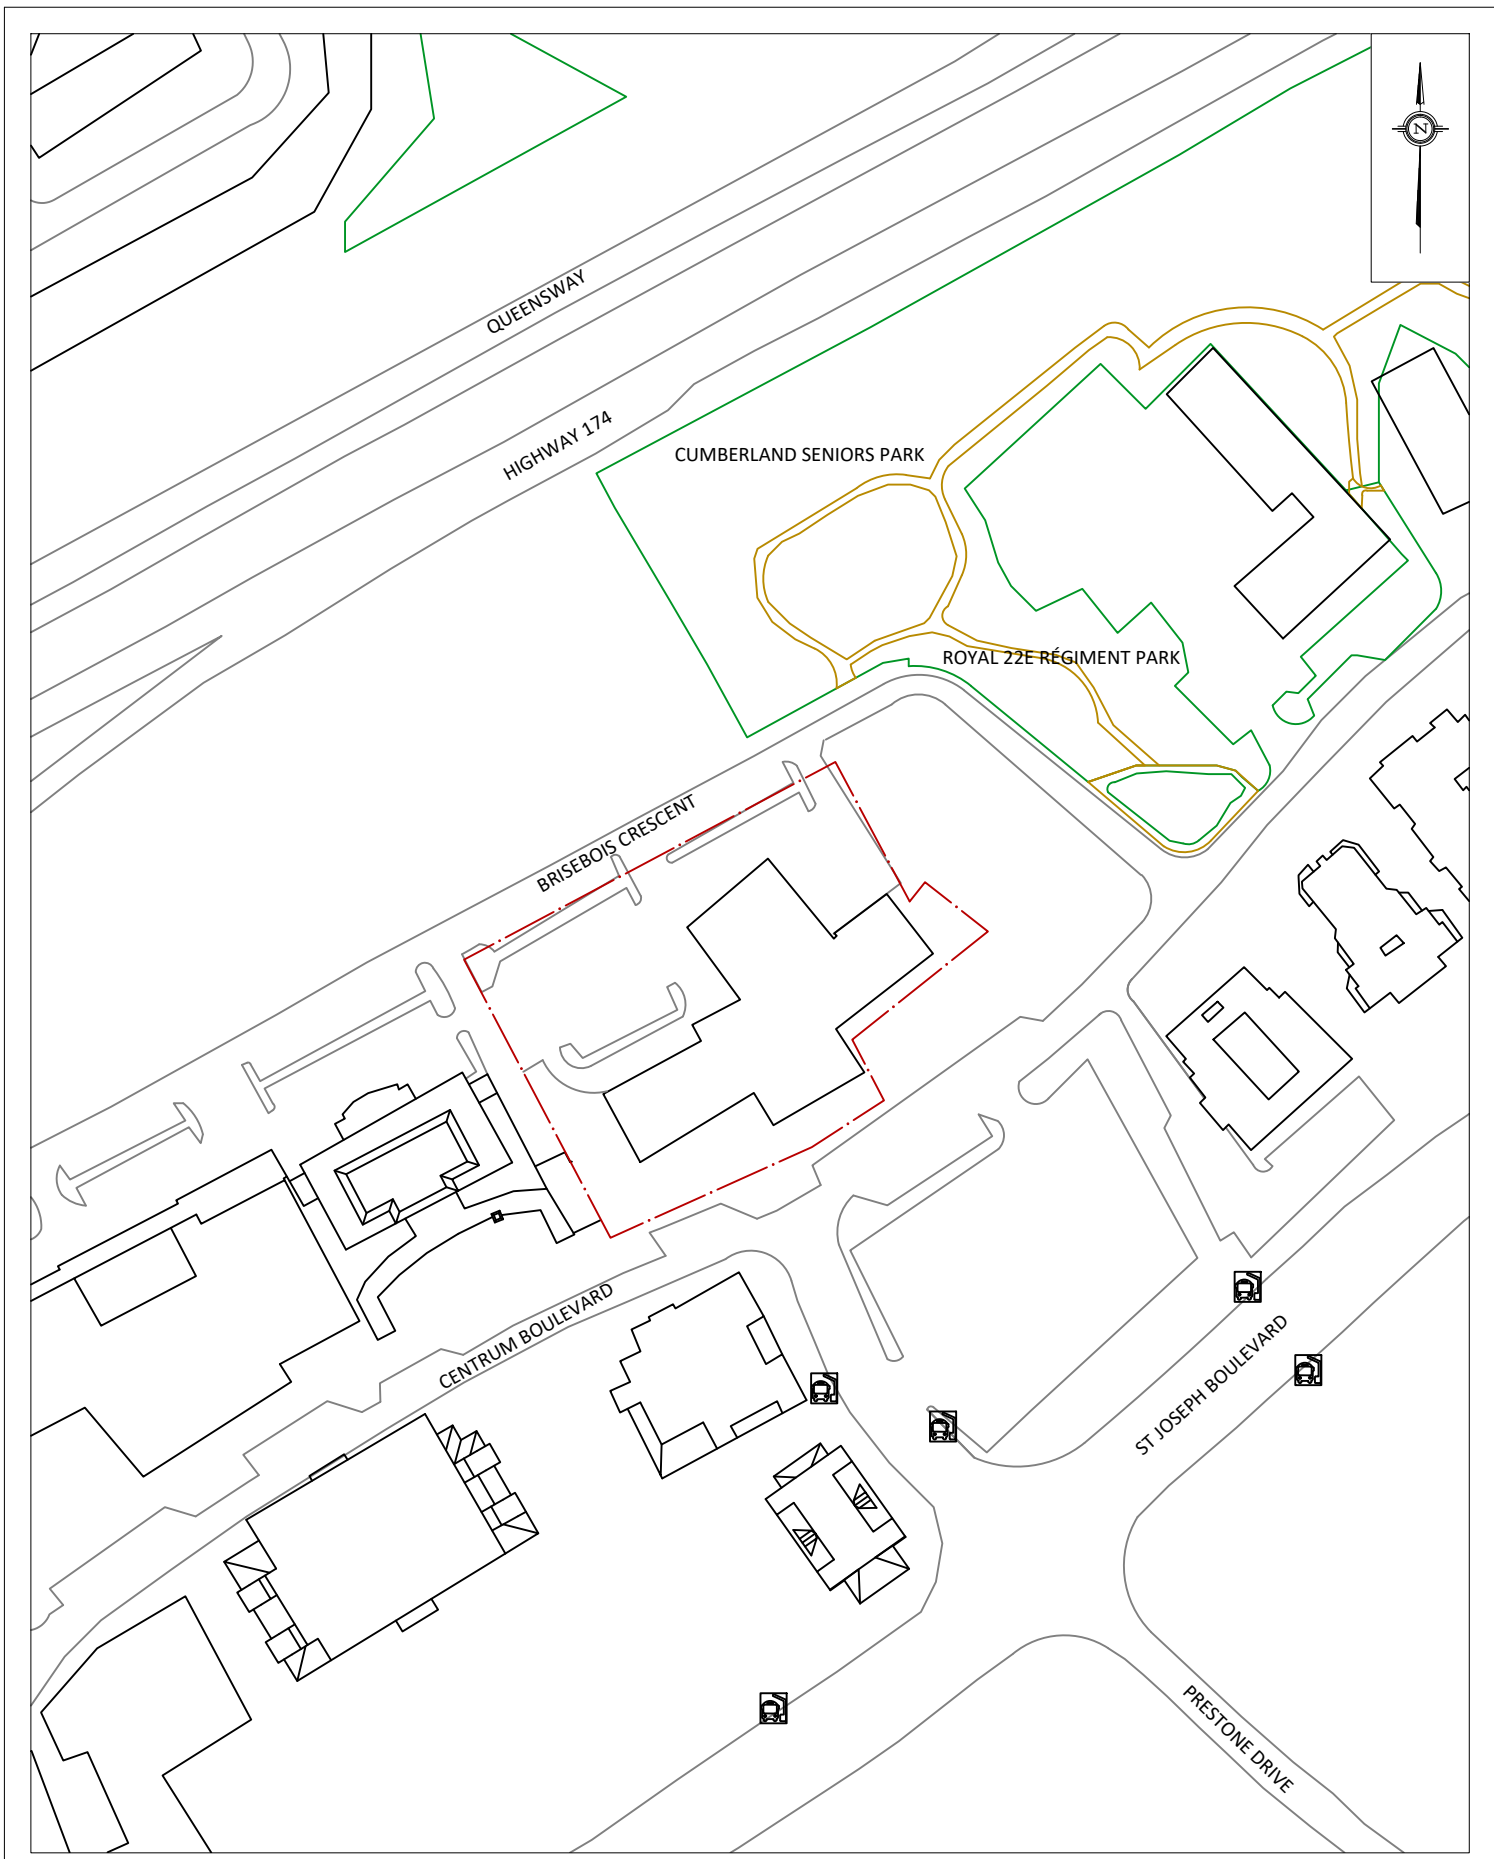 N
QUEENSWAY
HIGHWAY 174
CUMBERLAND SENIORS PARK
ROYAL 22E RÉGIMENT PARK
BRISEBOIS CRESCENT
CENTRUM BOULEVARD
ST JOSEPH BOULEVARD
PRESTONE DRIVE